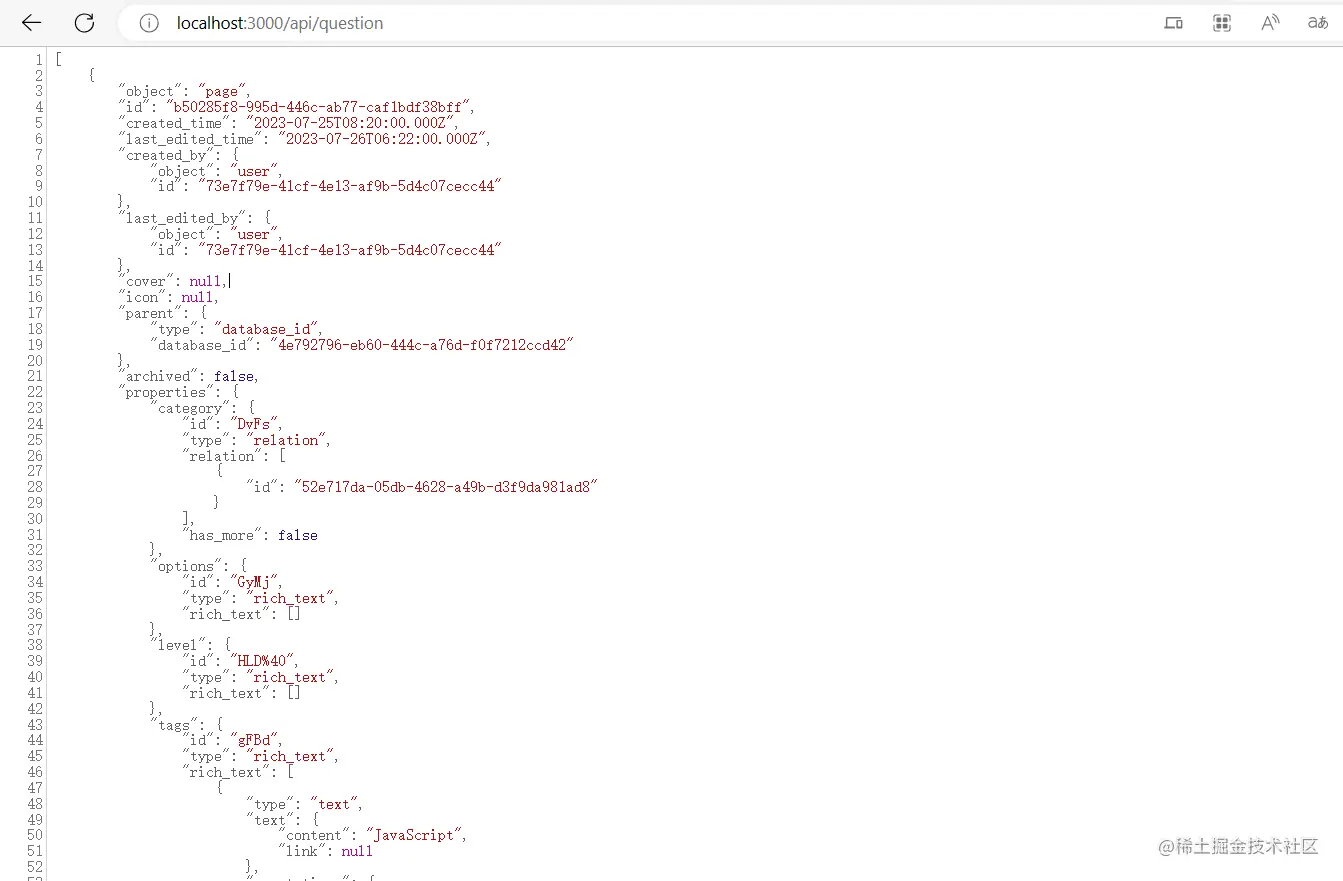 localhost:3000/api/question
1 [
2 {
3 "object": "page",
4 "id": "b50285f8-995d-446c-ab77-caf1bdf38bff",
5 "created_time": "2023-07-25T08:20:00.000Z",
6 "last_edited_time": "2023-07-26T06:22:00.000Z",
7 "created_by": {
8 "object": "user",
9 "id": "73e7f79e-41cf-4e13-af9b-5d4c07cecc44"
10 },
11 "last_edited_by": {
12 "object": "user",
13 "id": "73e7f79e-41cf-4e13-af9b-5d4c07cecc44"
14 },
15 "cover": null,
16 "icon": null,
17 "parent": {
18 "type": "database_id",
19 "database_id": "4e792796-eb60-444c-a76d-f0f7212ccd42"
20 },
21 "archived": false,
22 "properties": {
23 "category": {
24 "id": "DvFs",
25 "type": "relation",
26 "relation": [
27 {
28 "id": "52e717da-05db-4628-a49b-d3f9da981ad8"
29 }
30 ],
31 "has_more": false
32 },
33 "options": {
34 "id": "GyMj",
35 "type": "rich_text",
36 "rich_text": []
37 },
38 "level": {
39 "id": "HLD%40",
40 "type": "rich_text",
41 "rich_text": []
42 },
43 "tags": {
44 "id": "gFBd",
45 "type": "rich_text",
46 "rich_text": [
47 {
48 "type": "text",
49 "text": {
50 "content": "JavaScript",
51 "link": null
52 },
@稀土掘金技术社区